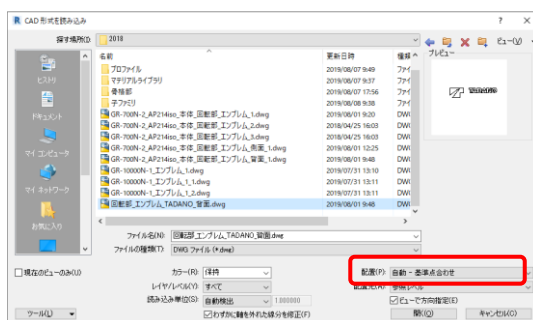 CAD 形式を読み込み
探す場所(I): 2018
ヒストリ
ドキュメント
マイ コンピュータ
マイ ネットワーク
お気に入り
名前 更新日時 種類
プロファイル 2019/08/07 9:49
マテリアルライブラリ 2019/08/07 9:37
骨格部 2019/08/07 17:56
子ファミリ 2019/08/08 9:38
GR-700N-2_AP214iso_本体_回転部_エンブレム_1.dwg 2019/08/01 9:20
GR-700N-2_AP214iso_本体_回転部_エンブレム_2.dwg 2018/04/25 16:03
GR-700N-2_AP214iso_本体_回転部_エンブレム_3.dwg 2018/04/25 16:03
GR-700N-2_AP214iso_本体_回転部_エンブレム_側面_1.dwg 2019/08/01 12:25
GR-700N-2_AP214iso_本体_回転部_エンブレム_背面_1.dwg 2019/08/01 9:48
GR-10000N-1_エンブレム_1.dwg 2019/07/31 13:10
GR-10000N-1_エンブレム_1_1.dwg 2019/07/31 13:11
GR-10000N-1_エンブレム_1_2.dwg 2019/07/31 13:11
回転部_エンブレム_TADANO_背面.dwg 2019/08/01 9:48
ビュー(V)
プレビュー
TADANO
ファイル名(N): 回転部_エンブレム_TADANO_背面.dwg
ファイルの種類(T): DWG ファイル (*.dwg)
現在のビューのみ(U)
カラー(R): 保持
レイヤ/レベル(Y): すべて
読み込み単位(S): 自動検出 1.000000
わずかに軸を外れた線分を修正(F)
配置(P): 自動 - 基準点合わせ
配置先(A): 参照レベル
ビューで方向指定(E)
ツール(L)
開く(O)
キャンセル(C)